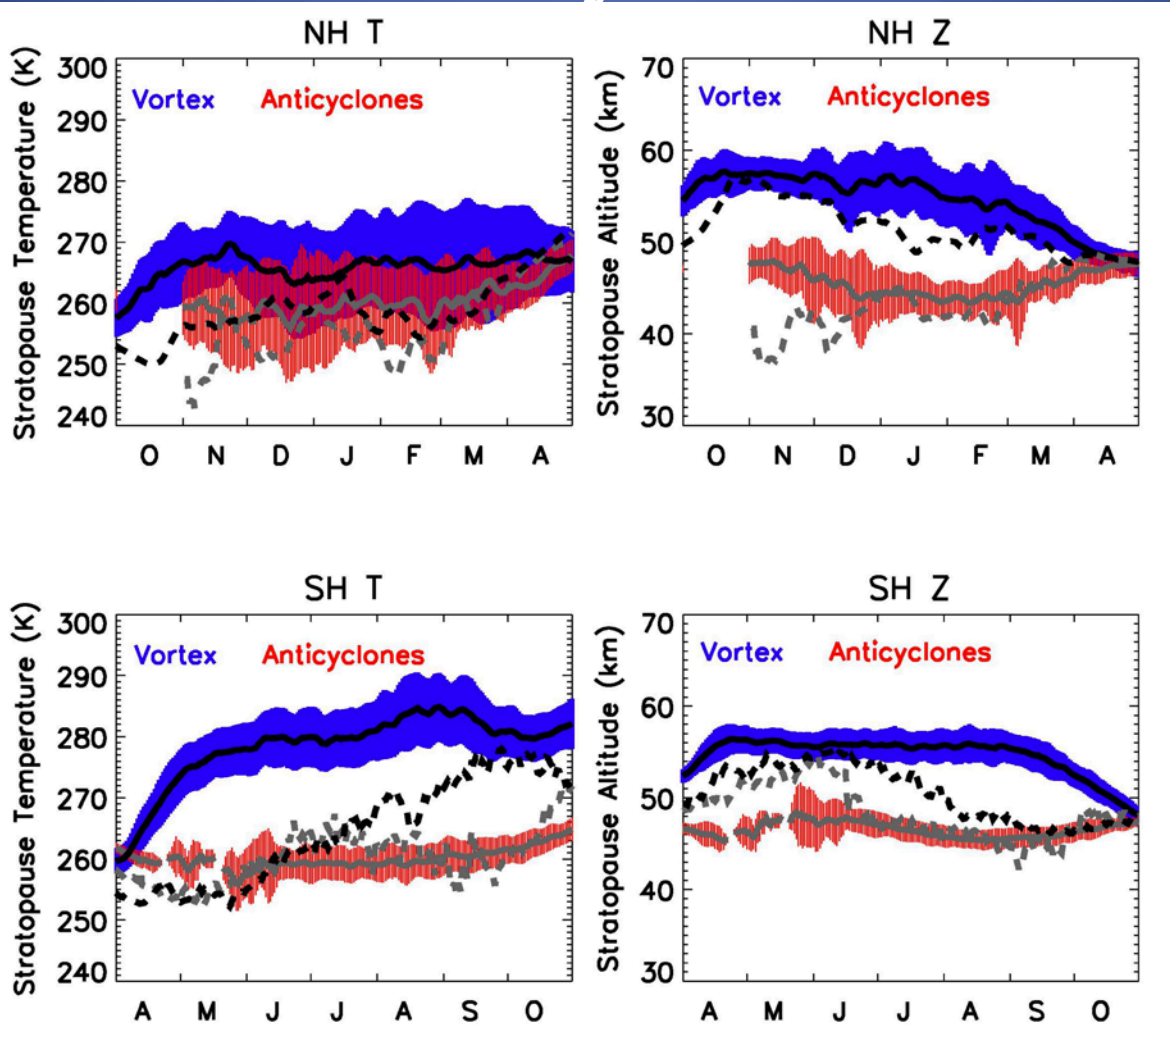 NH T
NH Z
Stratopause Temperature (K)
300
290
280
270
260
250
240
Vortex Anticyclones
O N D J F M A
Stratopause Altitude (km)
70
60
50
40
30
Vortex Anticyclones
O N D J F M A
SH T
SH Z
Stratopause Temperature (K)
300
290
280
270
260
250
240
Vortex Anticyclones
A M J J A S O
Stratopause Altitude (km)
70
60
50
40
30
Vortex Anticyclones
A M J J A S O